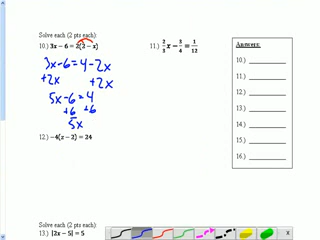 Solve each (2 pts each)
10.) 3x − 6 = 2(2 − x)
3x-6=4-2x
+2x +2x
5x-6=4
+6 +6
5x
11.) 2/3 x − 3/4 = 1/12
Answers:
10.)
11.)
12.)
13.)
14.)
15.)
16.)
12.) −4(z − 2) = 24
Solve each (2 pts each)
13.) |2x − 5| = 5